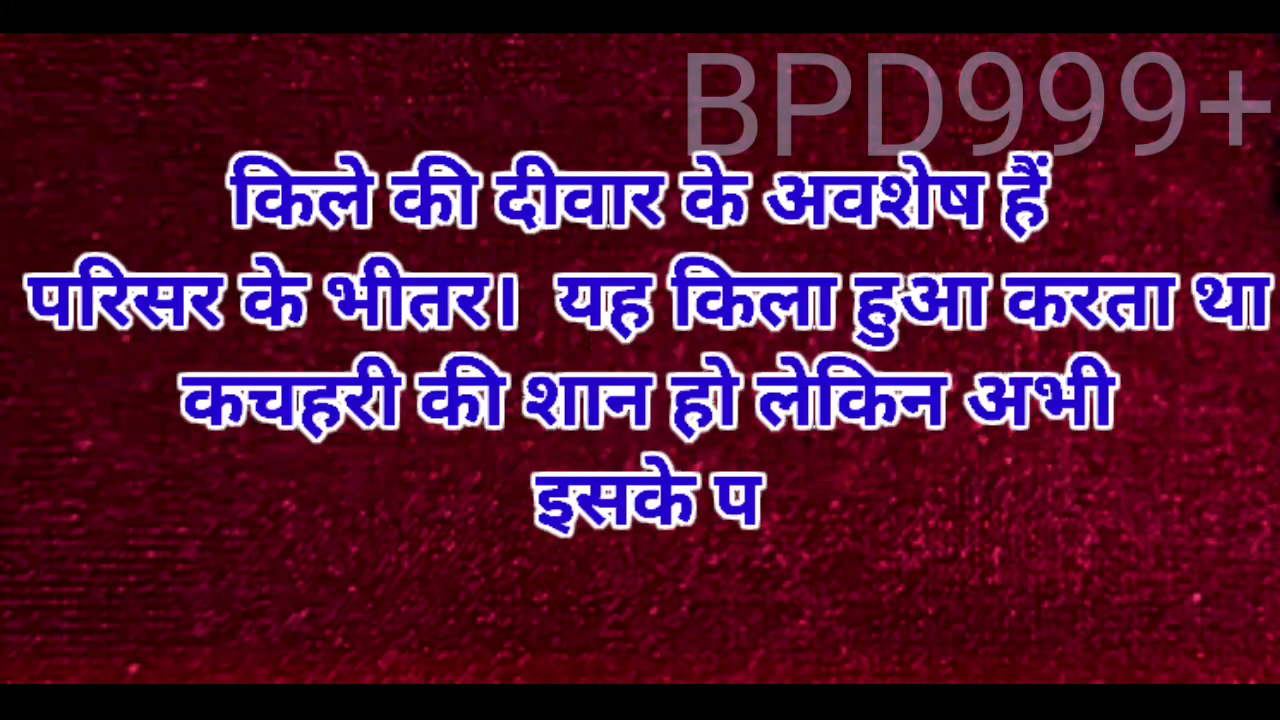 BPD999+
किले की दीवार के अवशेष हैं
परिसर के भीतर। यह किला हुआ करता था
कचहरी की शान हो लेकिन अभी
इसके प